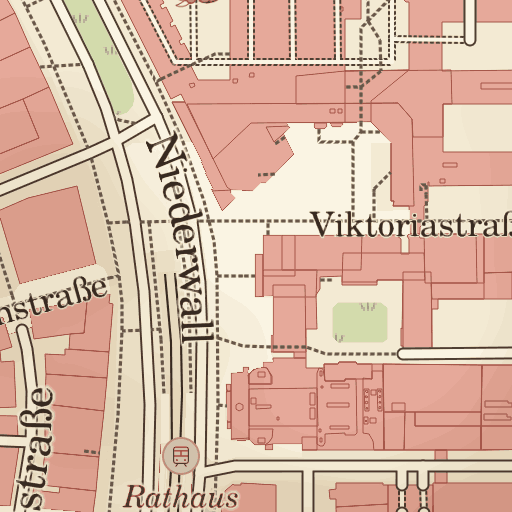 Niederwall
Viktoriastraß
nstraße
straße
Rathaus